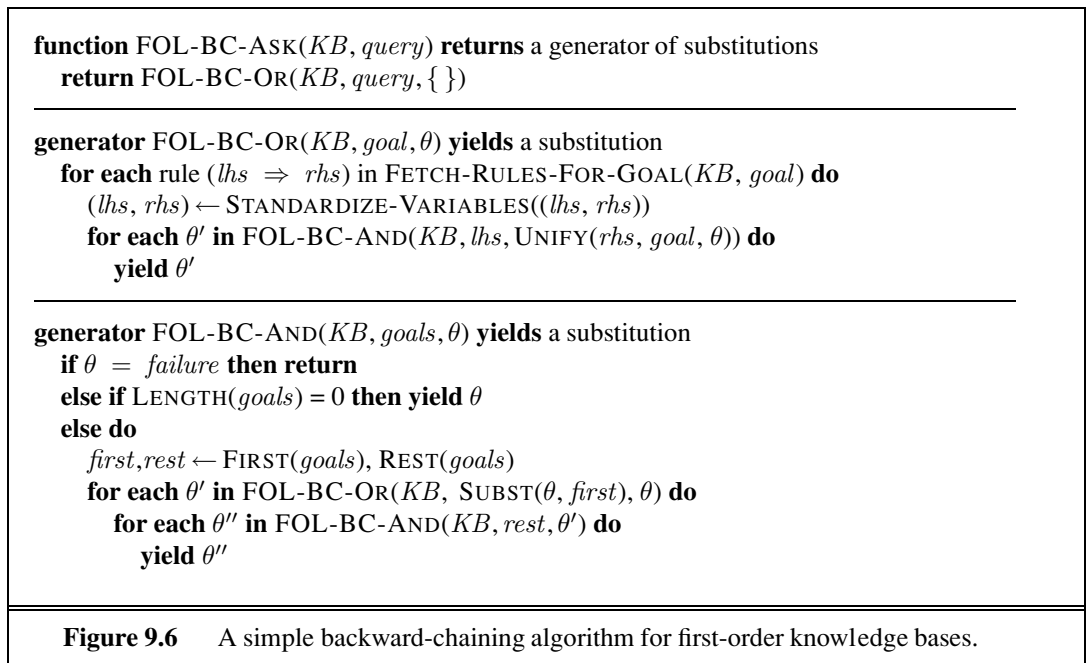 function FOL-BC-ASK(KB, query) returns a generator of substitutions
return FOL-BC-OR(KB, query, { })
generator FOL-BC-OR(KB, goal, θ) yields a substitution
for each rule (lhs ⇒ rhs) in FETCH-RULES-FOR-GOAL(KB, goal) do
(lhs, rhs) ← STANDARDIZE-VARIABLES((lhs, rhs))
for each θ′ in FOL-BC-AND(KB, lhs, UNIFY(rhs, goal, θ)) do
yield θ′
generator FOL-BC-AND(KB, goals, θ) yields a substitution
if θ = failure then return
else if LENGTH(goals) = 0 then yield θ
else do
first,rest ← FIRST(goals), REST(goals)
for each θ′ in FOL-BC-OR(KB, SUBST(θ, first), θ) do
for each θ″ in FOL-BC-AND(KB, rest, θ′) do
yield θ″
Figure 9.6 A simple backward-chaining algorithm for first-order knowledge bases.